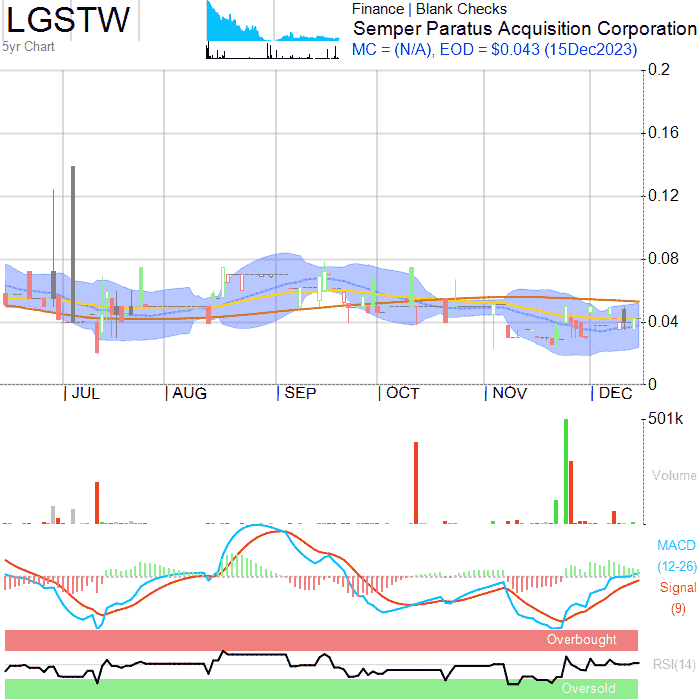 LGSTW
5yr Chart
Finance | Blank Checks
Semper Paratus Acquisition Corporation
MC = (N/A), EOD = $0.043 (15Dec2023)
0.2
0.16
0.12
0.08
0.04
0
JUL AUG SEP OCT NOV DEC
501k
Volume
MACD
(12-26)
Signal
(9)
Overbought
RSI(14)
Oversold